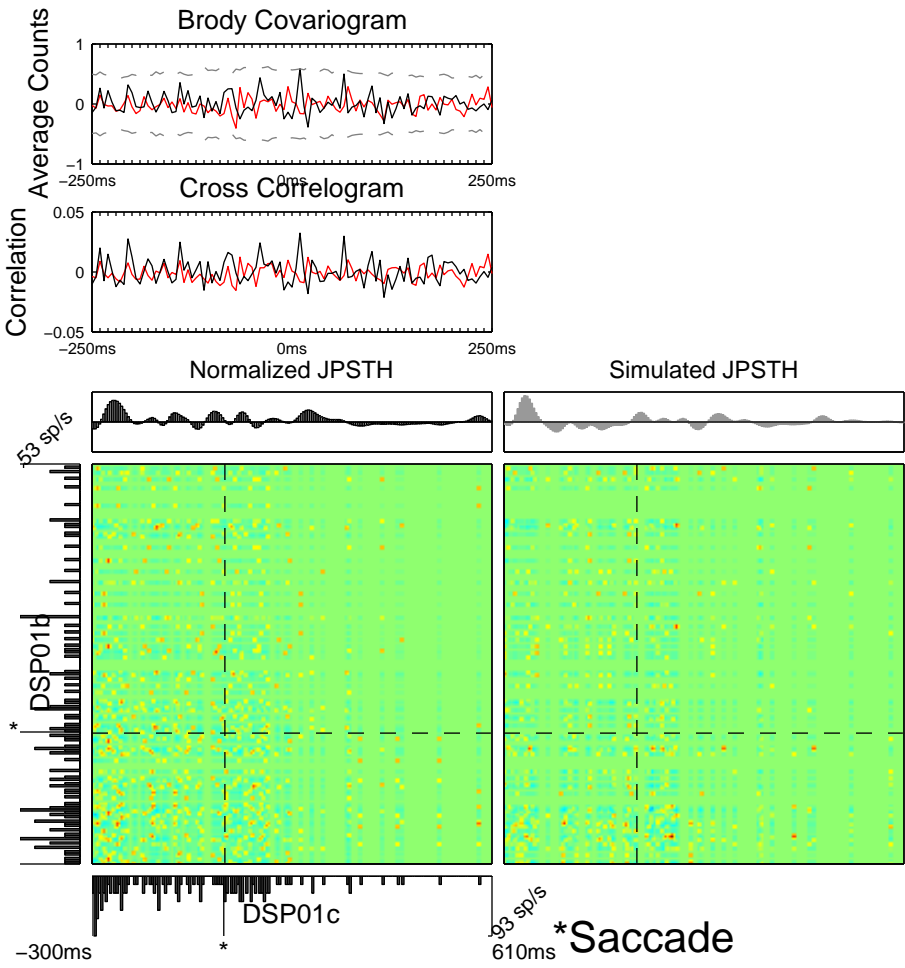 Brody Covariogram
1
0
−1
Average Counts
−250ms
0ms
250ms
Cross Correlogram
0.05
0
−0.05
Correlation
−250ms
0ms
250ms
Normalized JPSTH
Simulated JPSTH
53 sp/s
DSP01b
*
DSP01c
93 sp/s
*
−300ms
610ms
*Saccade